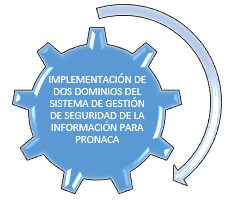 IMPLEMENTACIÓN DE
DOS DOMINIOS DEL
SISTEMA DE GESTIÓN
DE SEGURIDAD DE LA
INFORMACIÓN PARA
PRONACA